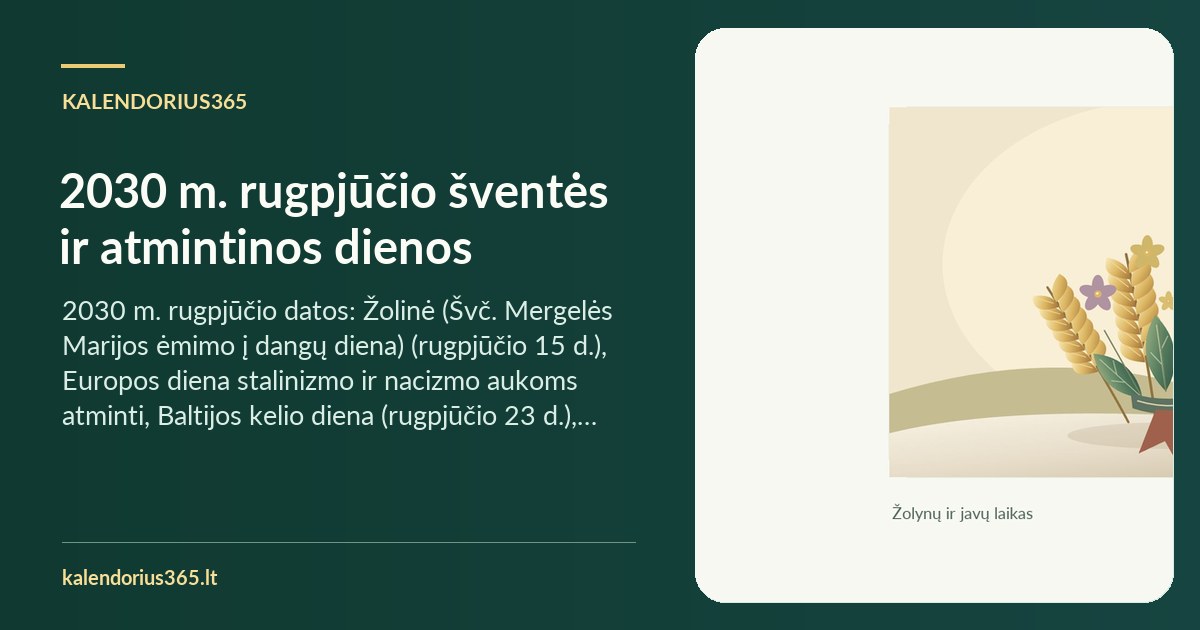 KALENDORIUS365
2030 m. rugpjūčio šventės
ir atmintinos dienos
2030 m. rugpjūčio datos: Žolinė (Švč. Mergelės
Marijos ėmimo į dangų diena) (rugpjūčio 15 d.),
Europos diena stalinizmo ir nacizmo aukoms
atminti, Baltijos kelio diena (rugpjūčio 23 d.),...
kalendorius365.lt
Žolynų ir javų laikas